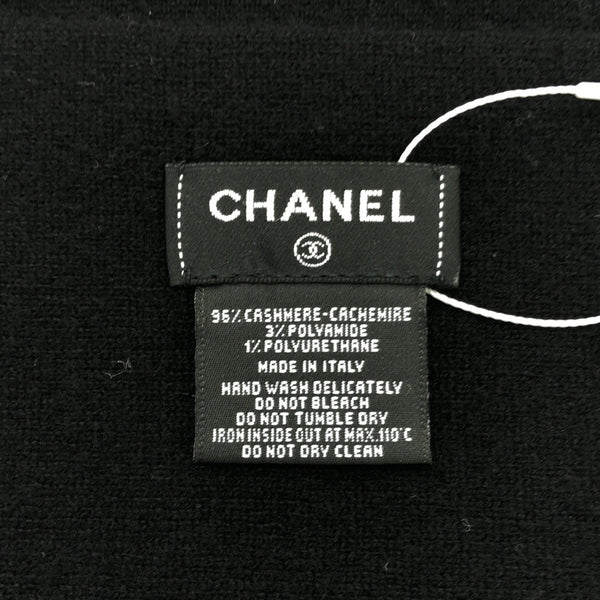 CHANEL
96% CASHMERE-CACHEMIRE
3% POLYAMIDE
1% POLYURETHANE
MADE IN ITALY
HAND WASH DELICATELY
DO NOT BLEACH
DO NOT TUMBLE DRY
IRON INSIDE OUT AT MAX.110°C
DO NOT DRY CLEAN